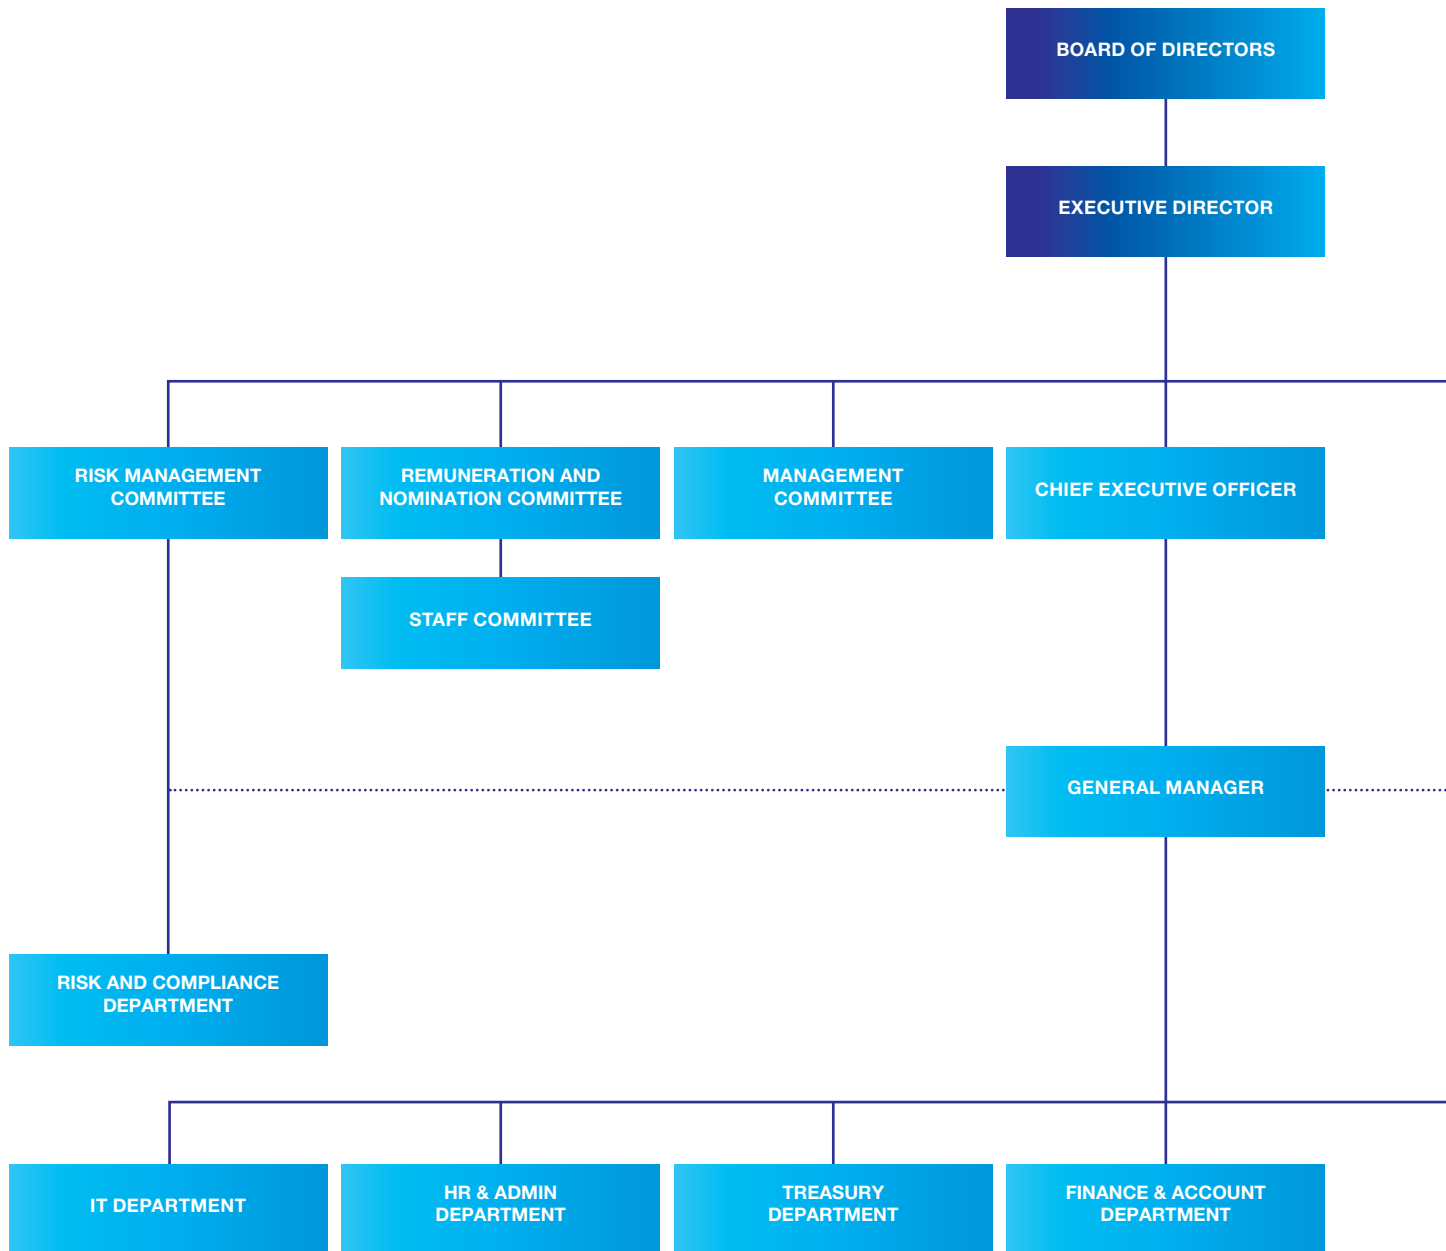 BOARD OF DIRECTORS
EXECUTIVE DIRECTOR
RISK MANAGEMENT
COMMITTEE
REMUNERATION AND
NOMINATION COMMITTEE
MANAGEMENT
COMMITTEE
CHIEF EXECUTIVE OFFICER
STAFF COMMITTEE
GENERAL MANAGER
RISK AND COMPLIANCE
DEPARTMENT
IT DEPARTMENT
HR & ADMIN
DEPARTMENT
TREASURY
DEPARTMENT
FINANCE & ACCOUNT
DEPARTMENT